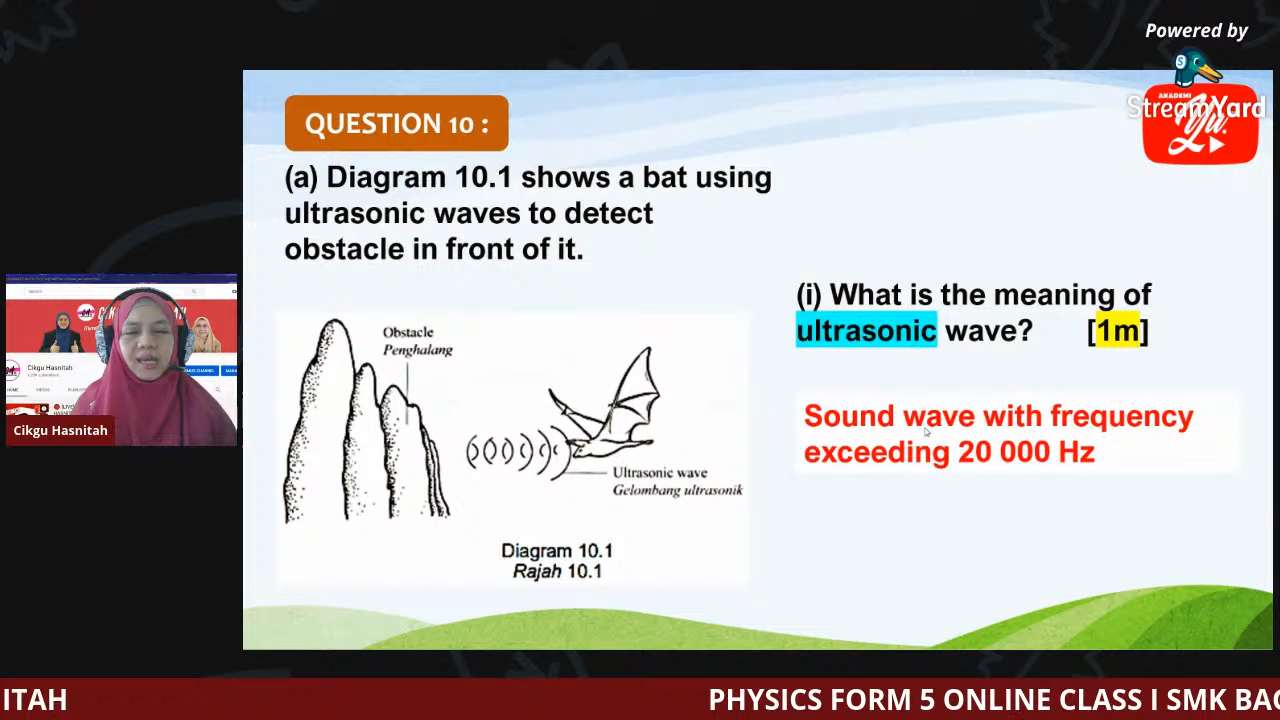 Powered by
StreamYard
AKADEMI
QUESTION 10 :
(a) Diagram 10.1 shows a bat using
ultrasonic waves to detect
obstacle in front of it.
(i) What is the meaning of
ultrasonic wave? [1m]
Sound wave with frequency
exceeding 20 000 Hz
Obstacle
Penghalang
Ultrasonic wave
Gelombang ultrasonik
Diagram 10.1
Rajah 10.1
Cikgu Hasnitah
Cikgu Hasnitah
ITAH
PHYSICS FORM 5 ONLINE CLASS I SMK BAG